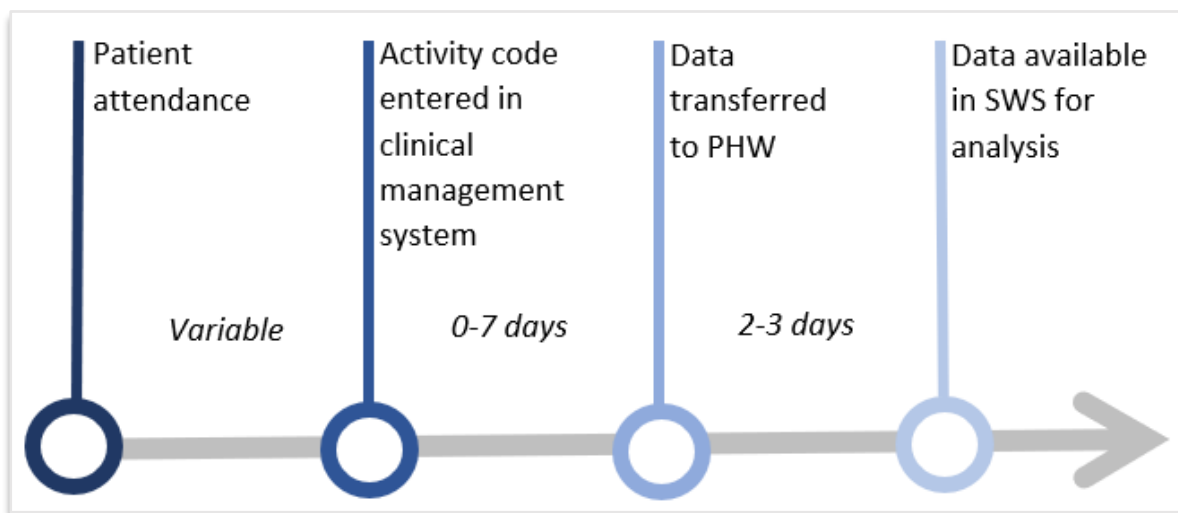 Patient
attendance
Activity code
entered in
clinical
management
system
Data
transferred
to PHW
Data available
in SWS for
analysis
Variable
0-7 days
2-3 days